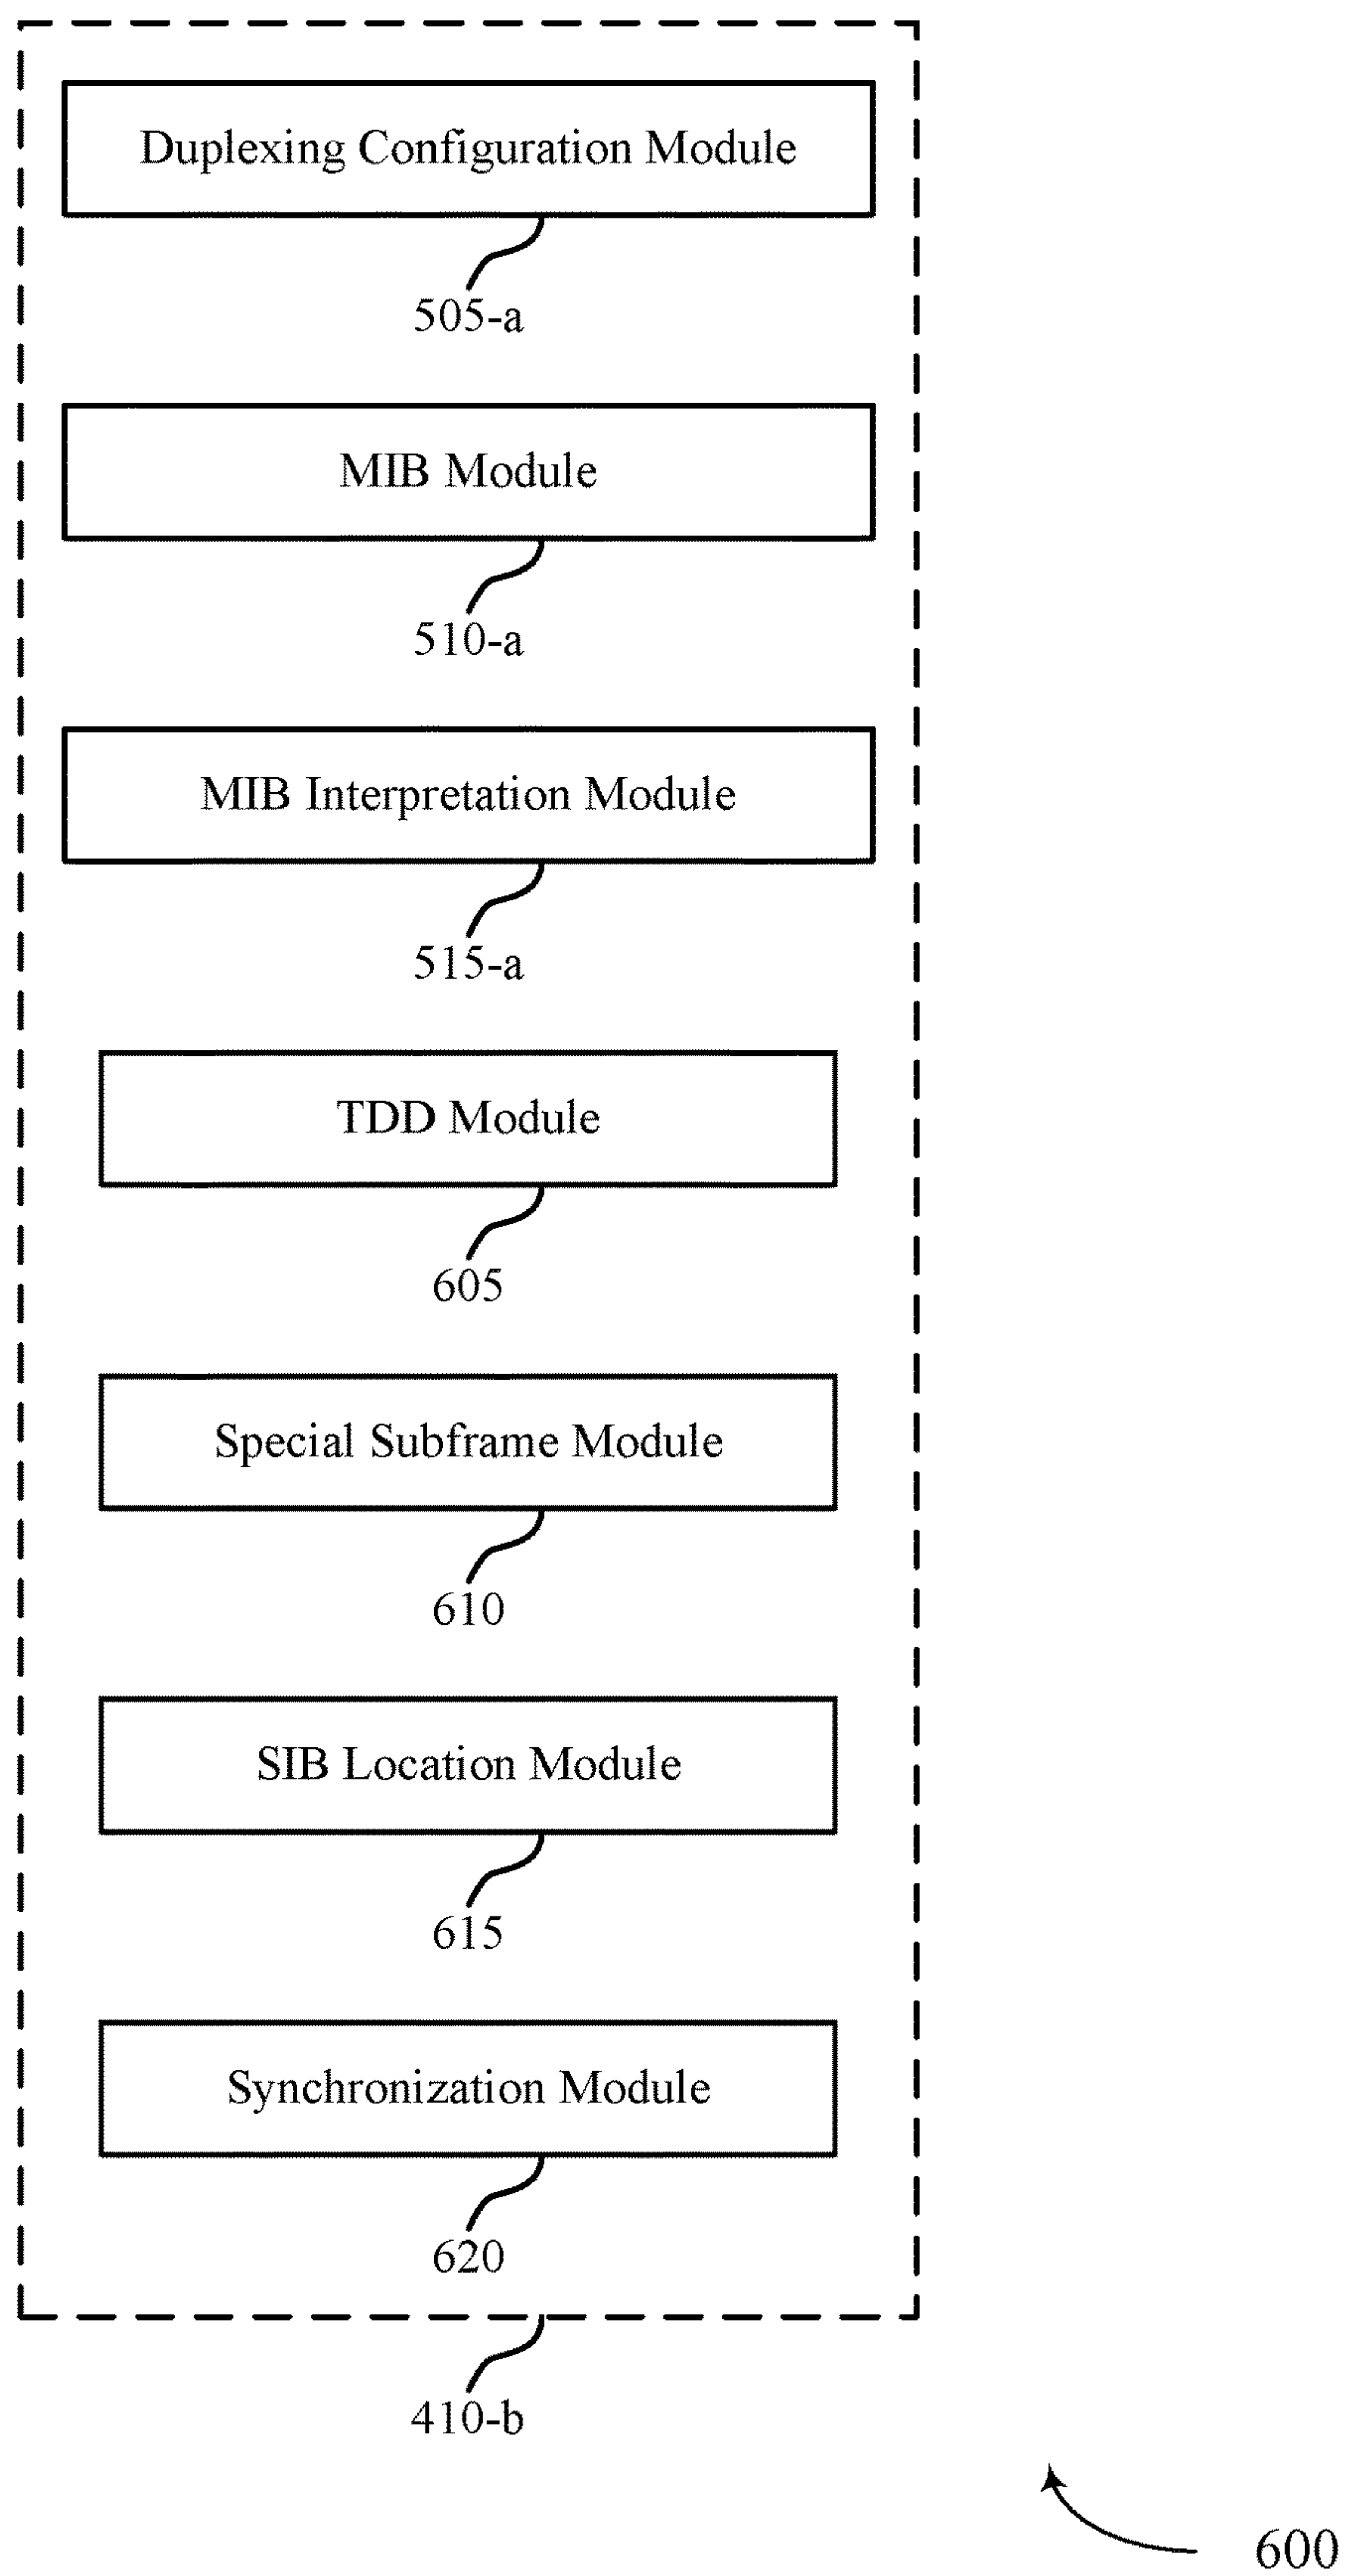 Duplexing Configuration Module
505-a
MIB Module
510-a
MIB Interpretation Module
515-a
TDD Module
605
Special Subframe Module
610
SIB Location Module
615
Synchronization Module
620
410-b
600